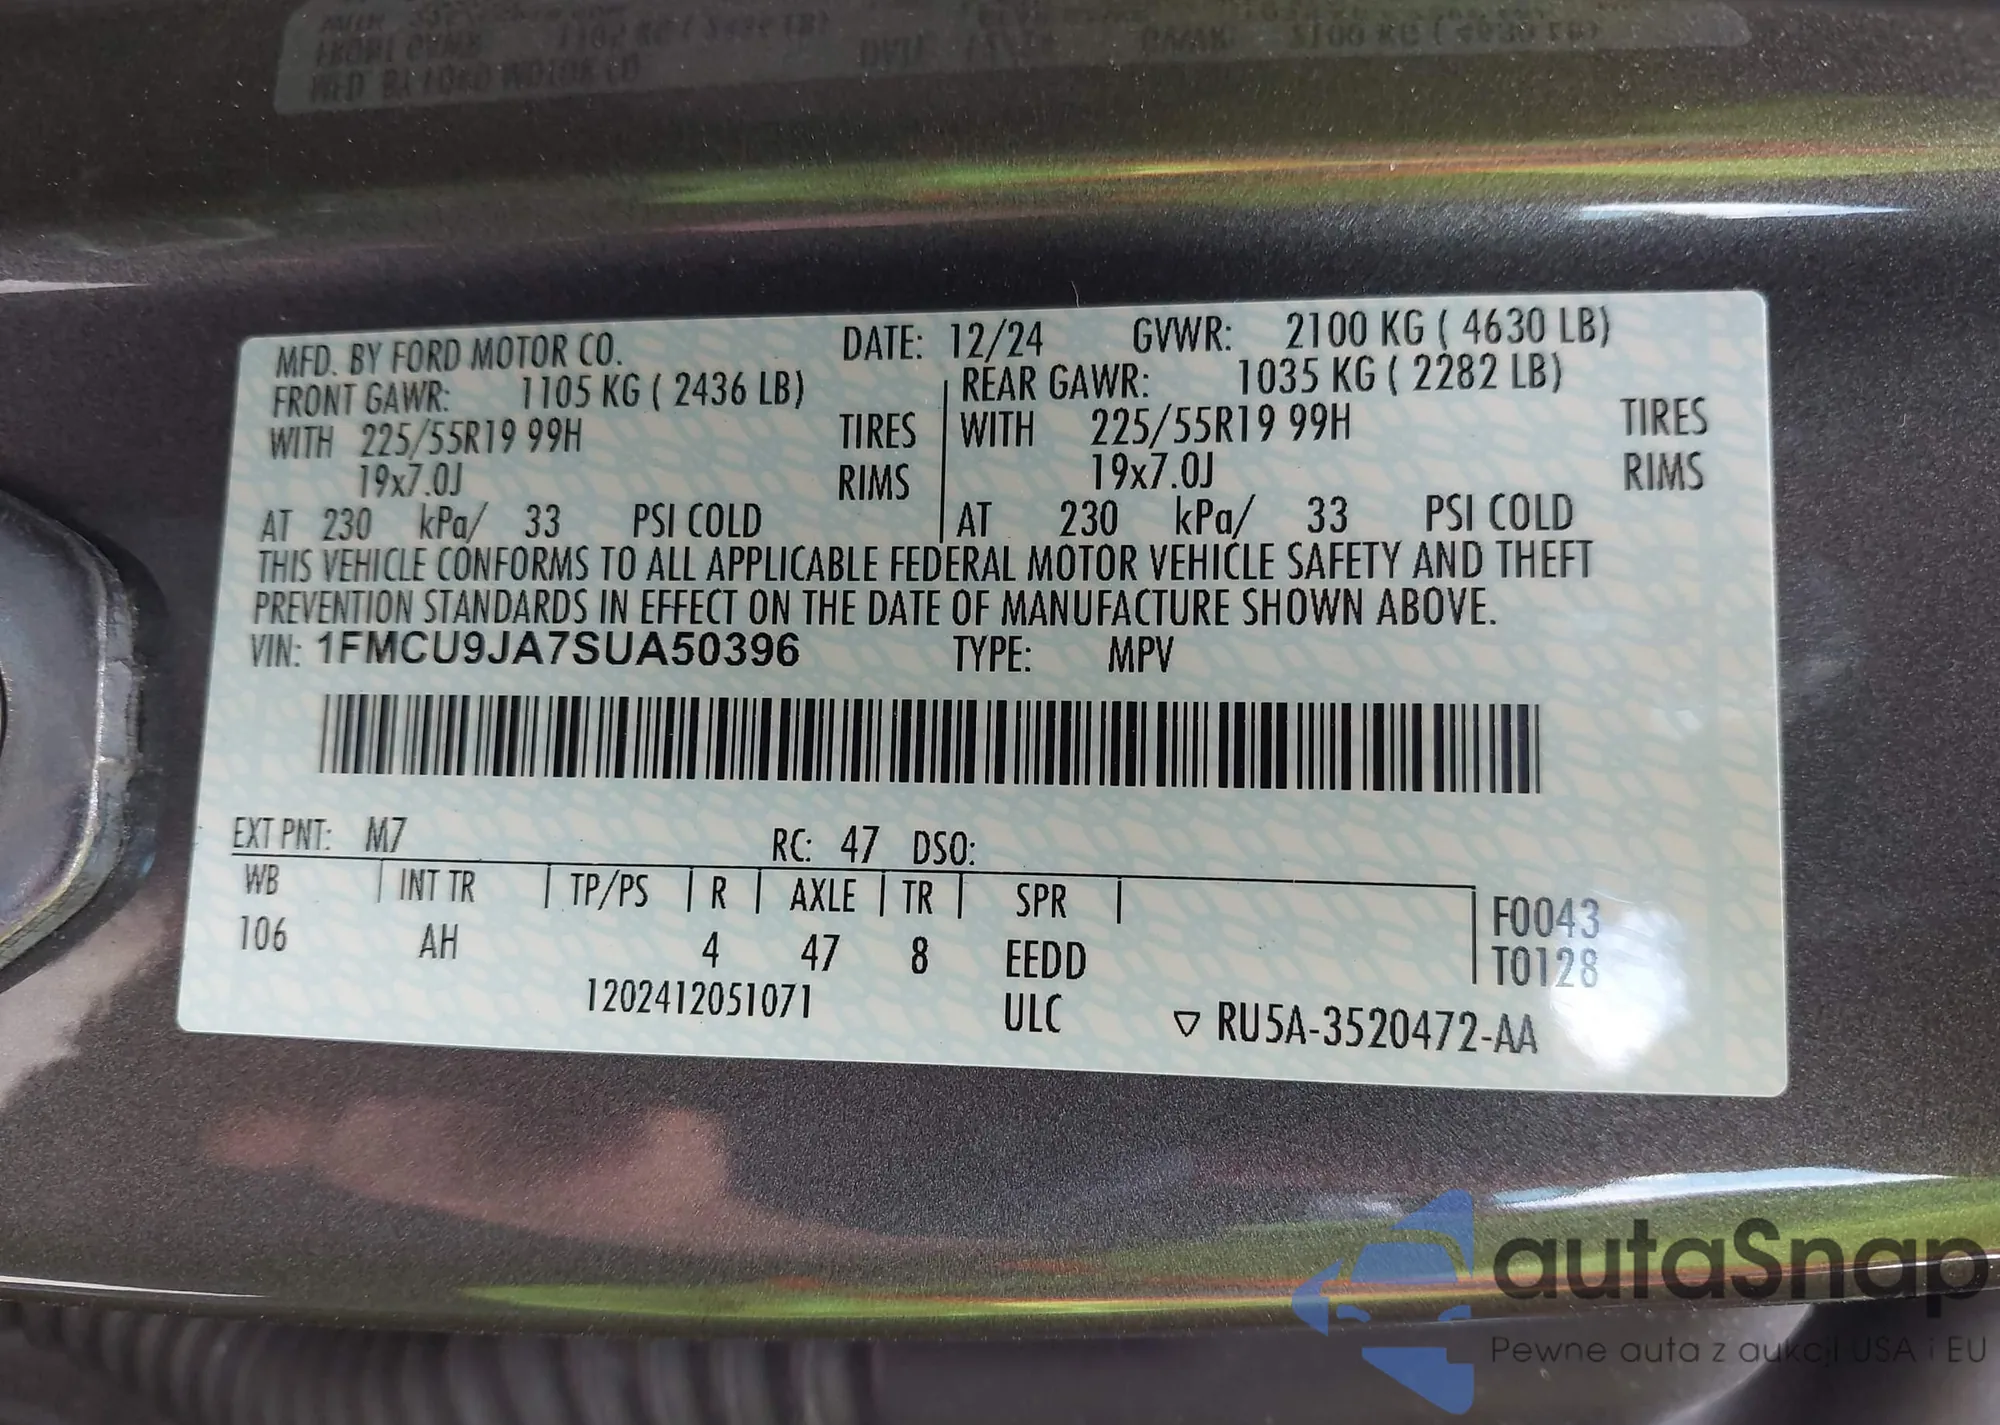 MFD. BY FORD MOTOR CO. DATE: 12/24 GVWR: 2100 KG ( 4630 LB)
FRONT GAWR: 1105 KG ( 2436 LB) REAR GAWR: 1035 KG ( 2282 LB)
WITH 225/55R19 99H TIRES WITH 225/55R19 99H TIRES
19x7.0J RIMS 19x7.0J RIMS
AT 230 kPa/ 33 PSI COLD AT 230 kPa/ 33 PSI COLD
THIS VEHICLE CONFORMS TO ALL APPLICABLE FEDERAL MOTOR VEHICLE SAFETY AND THEFT
PREVENTION STANDARDS IN EFFECT ON THE DATE OF MANUFACTURE SHOWN ABOVE.
VIN: 1FMCU9JA7SUA50396 TYPE: MPV
EXT PNT: M7 RC: 47 DSO:
WB INT TR TP/PS R AXLE TR SPR F0043
106 AH 4 47 8 EEDD T0128
1202412051071 ULC ▽ RU5A-3520472-AA
autaSnap
Pewne auta z aukcji USA i EU